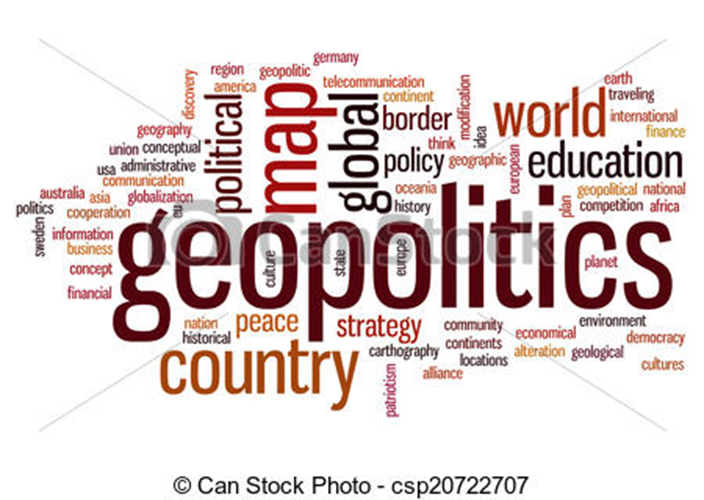 germany
region geopolitic
discovery america telecommunication
continent modification
earth
traveling
political map global border world international
finance
geography think idea
union conceptual
usa administrative policy geographic european education
communication
australia asia globalization oceania geopolitical national
politics cooperation eu history plan competition africa
sweden information
business
geopolitics
culture state europe planet
concept
financial
nation peace strategy community environment
historical economical democracy
country carthography continents
locations alteration geological
alliance cultures
patriotism
CanStock
© Can Stock Photo - csp20722707